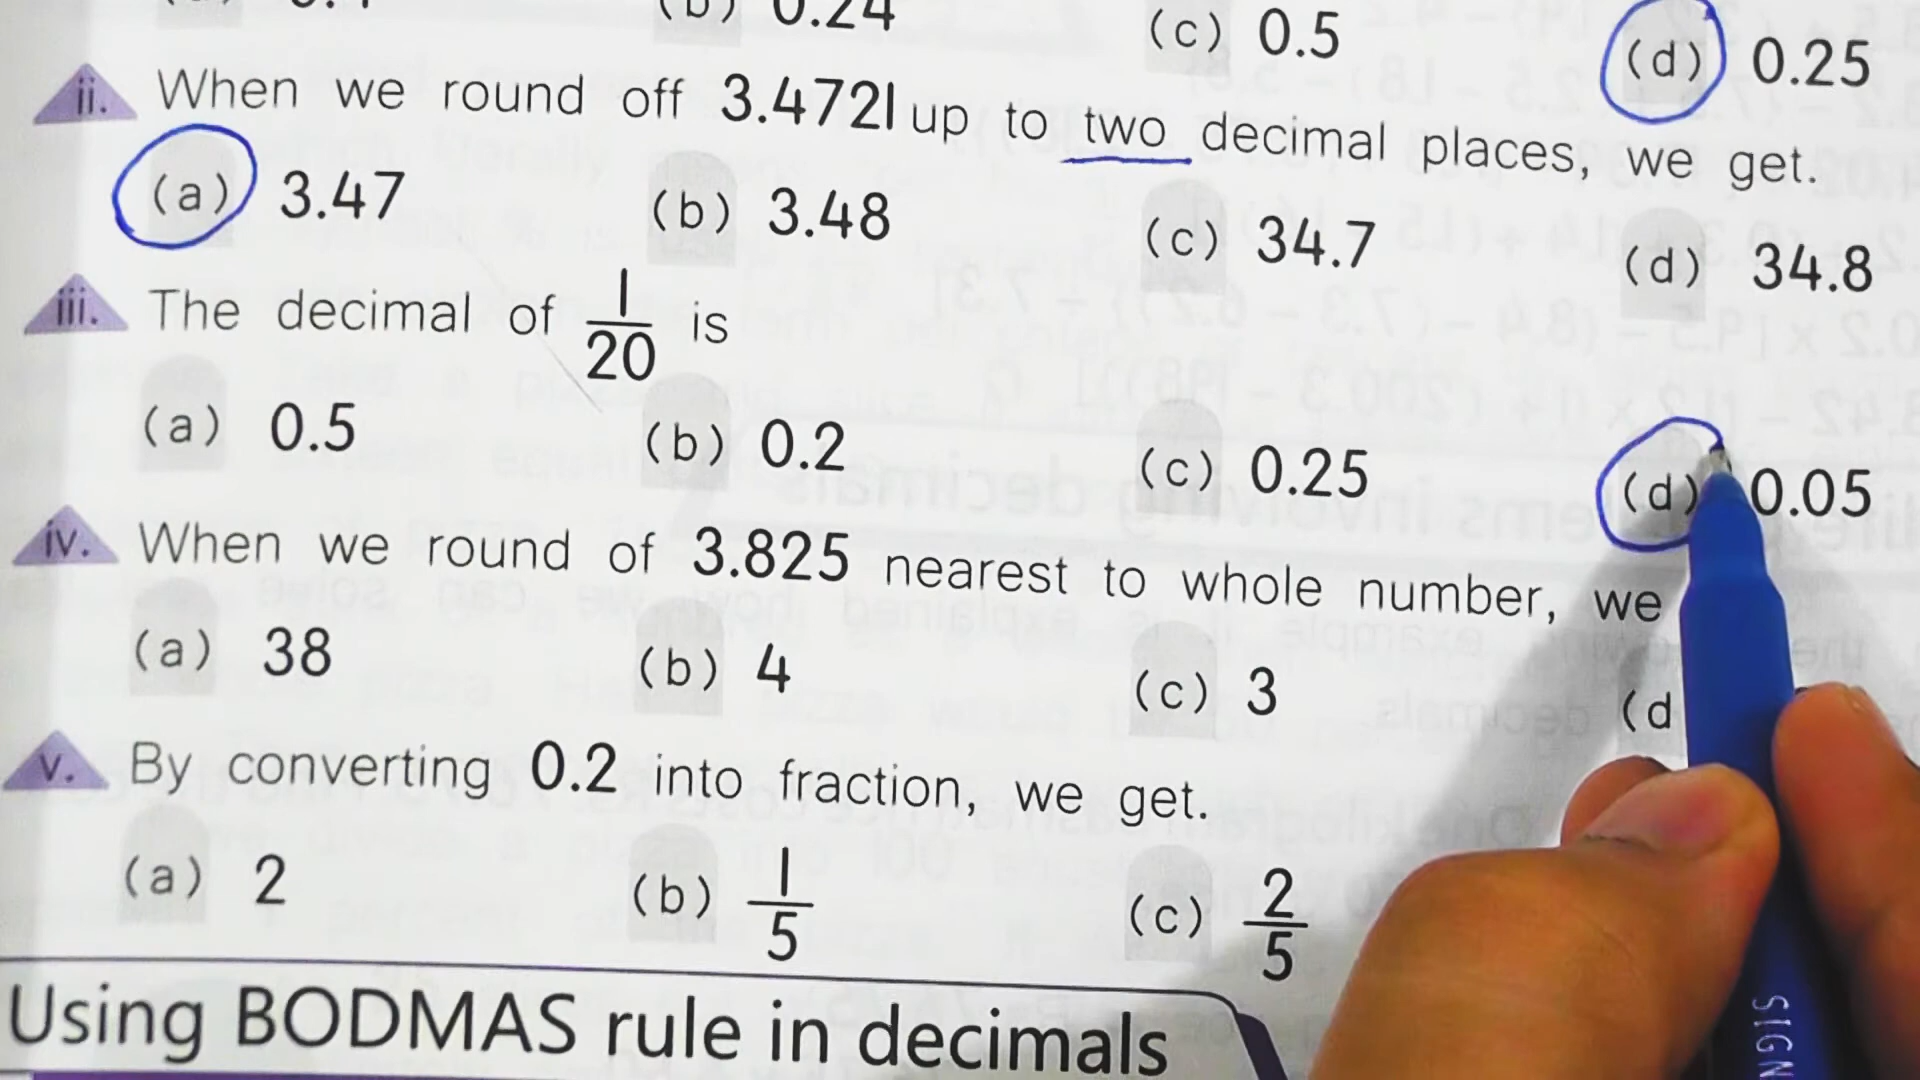 (b) 0.24 (c) 0.5 (d) 0.25
ii. When we round off 3.4721 up to two decimal places, we get.
(a) 3.47 (b) 3.48 (c) 34.7 (d) 34.8
iii. The decimal of 1/20 is
(a) 0.5 (b) 0.2 (c) 0.25 (d) 0.05
iv. When we round of 3.825 nearest to whole number, we
(a) 38 (b) 4 (c) 3 (d
v. By converting 0.2 into fraction, we get.
(a) 2 (b) 1/5 (c) 2/5
Using BODMAS rule in decimals
SIGN